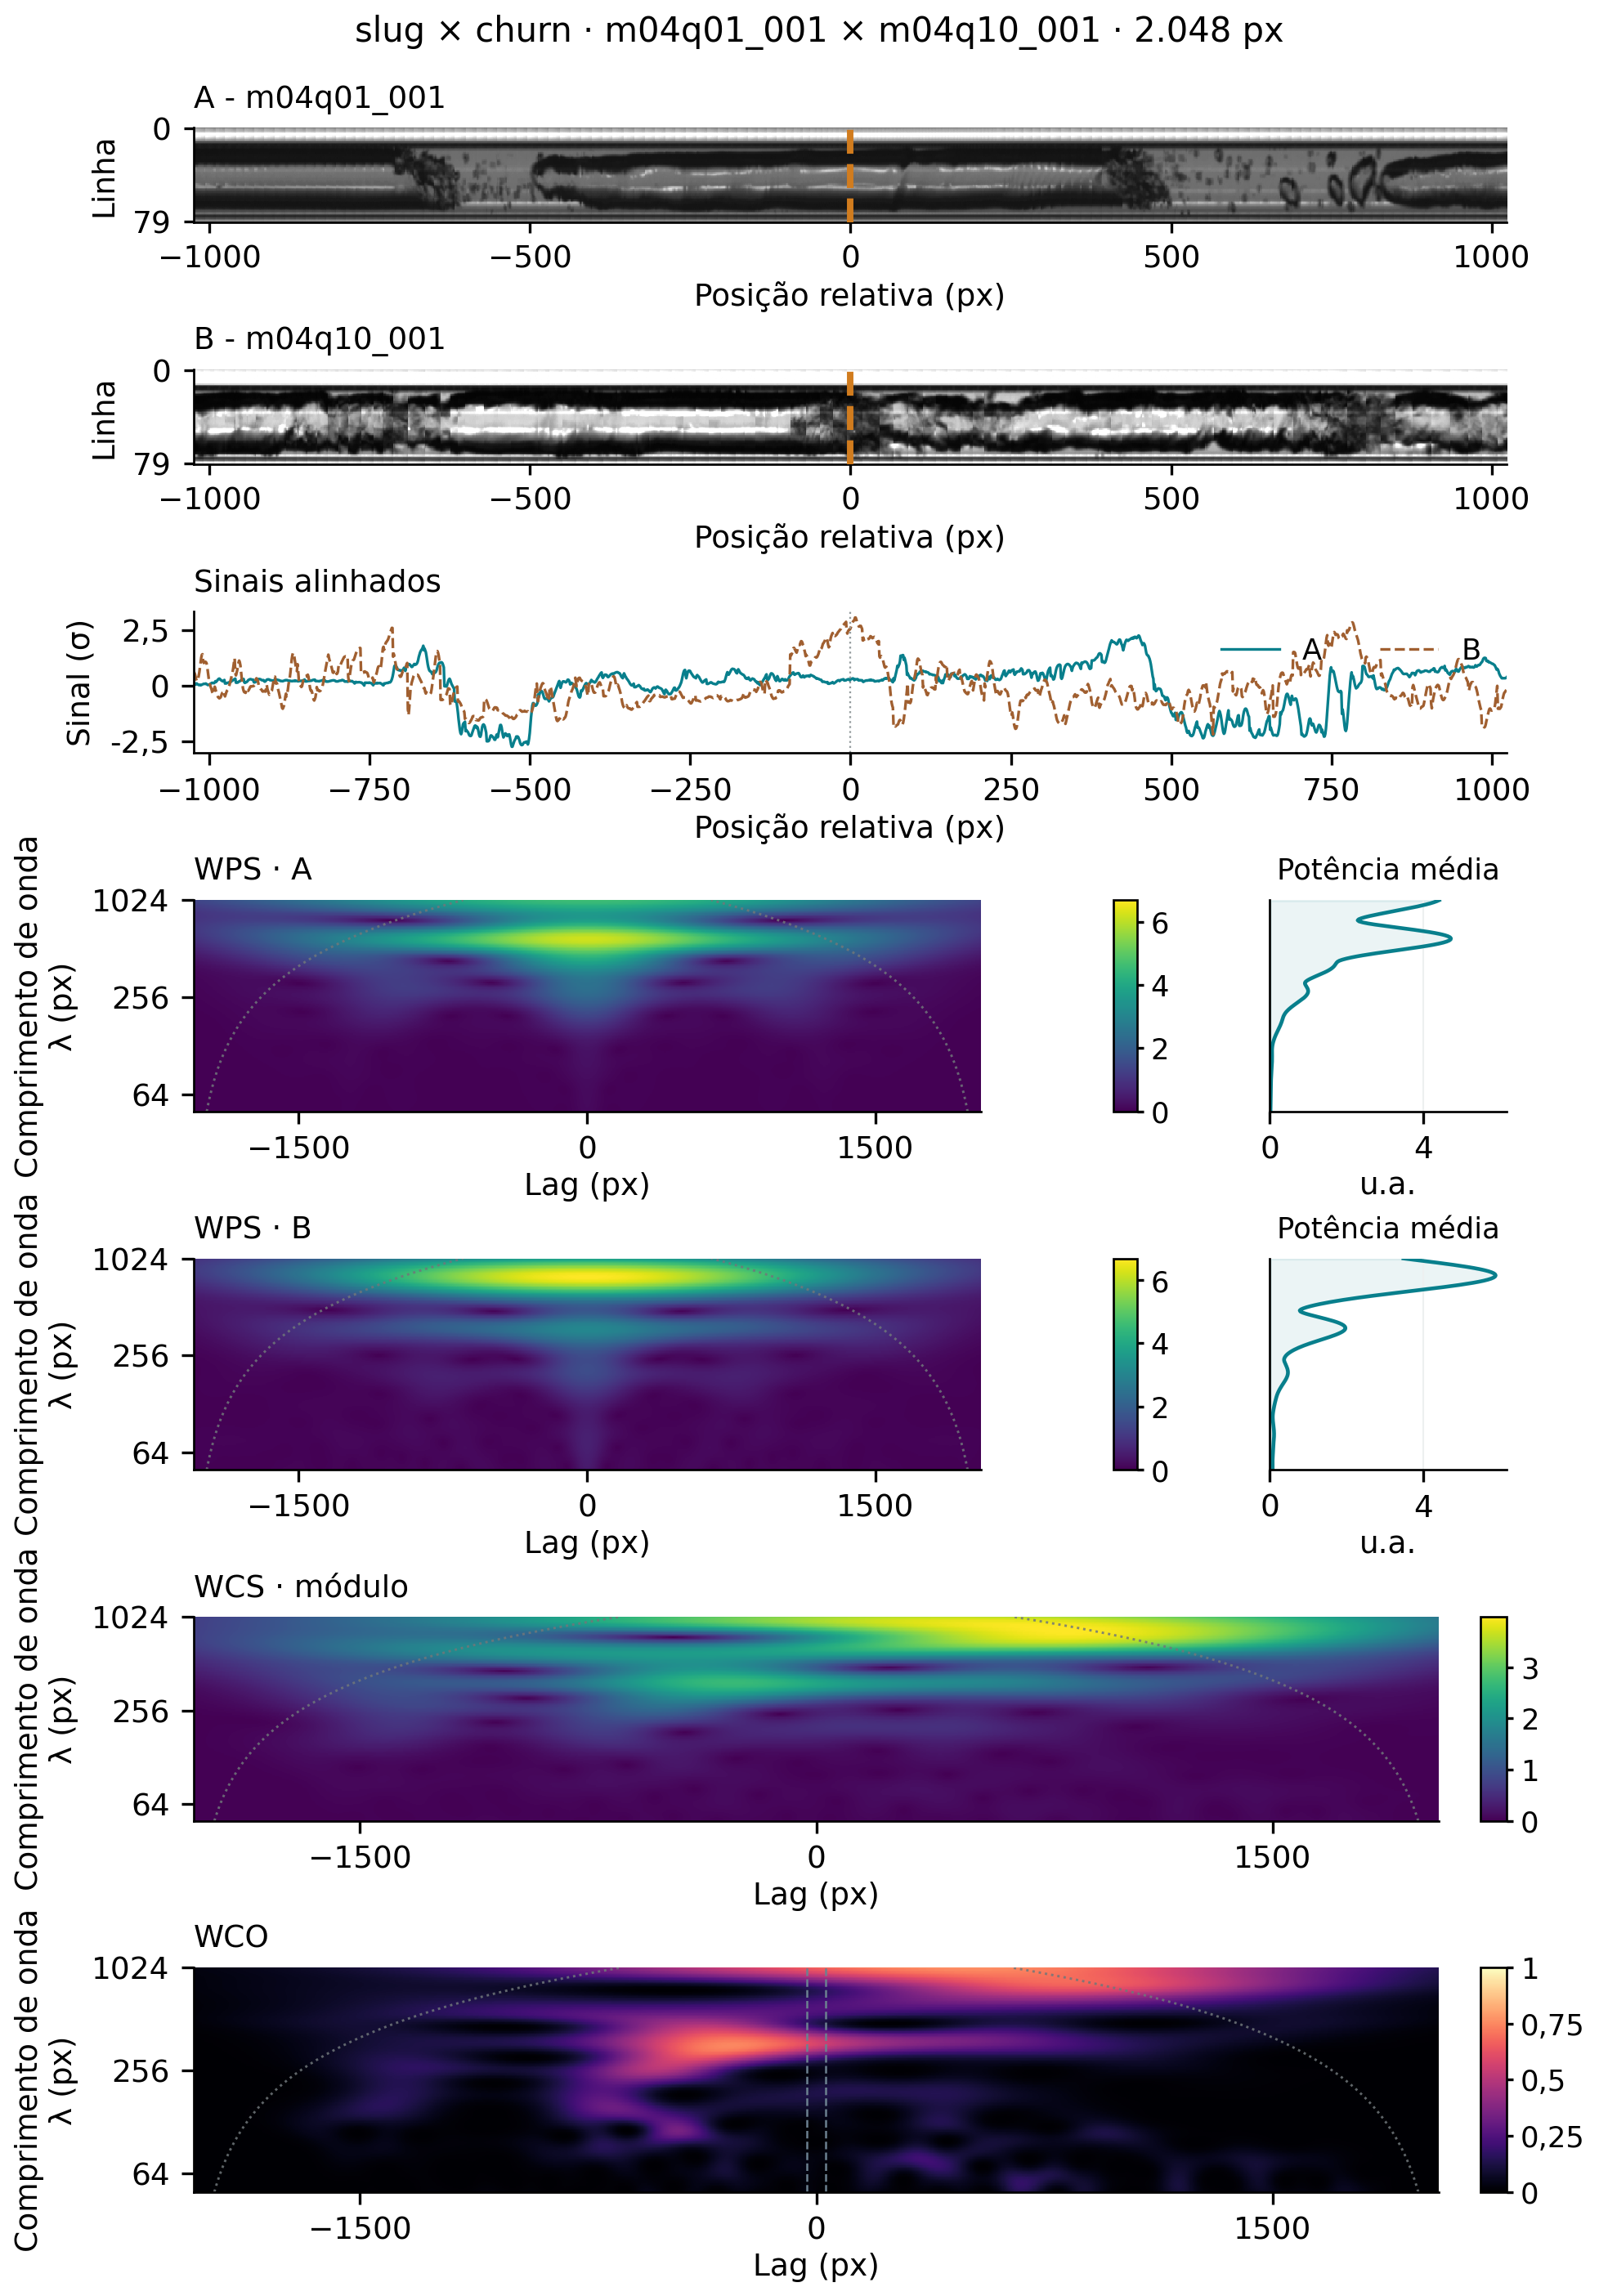 slug × churn · m04q01_001 × m04q10_001 · 2.048 px
A - m04q01_001
Linha
0
79
−1000 −500 0 500 1000
Posição relativa (px)
B - m04q10_001
Linha
0
79
−1000 −500 0 500 1000
Posição relativa (px)
Sinais alinhados
Sinal (σ)
2,5
0
-2,5
A B
−1000 −750 −500 −250 0 250 500 750 1000
Posição relativa (px)
WPS · A
Comprimento de onda
λ (px)
1024
256
64
−1500 0 1500
Lag (px)
6
4
2
0
Potência média
0 4
u.a.
WPS · B
Comprimento de onda
λ (px)
1024
256
64
−1500 0 1500
Lag (px)
6
4
2
0
Potência média
0 4
u.a.
WCS · módulo
Comprimento de onda
λ (px)
1024
256
64
−1500 0 1500
Lag (px)
3
2
1
0
WCO
Comprimento de onda
λ (px)
1024
256
64
−1500 0 1500
Lag (px)
1
0,75
0,5
0,25
0